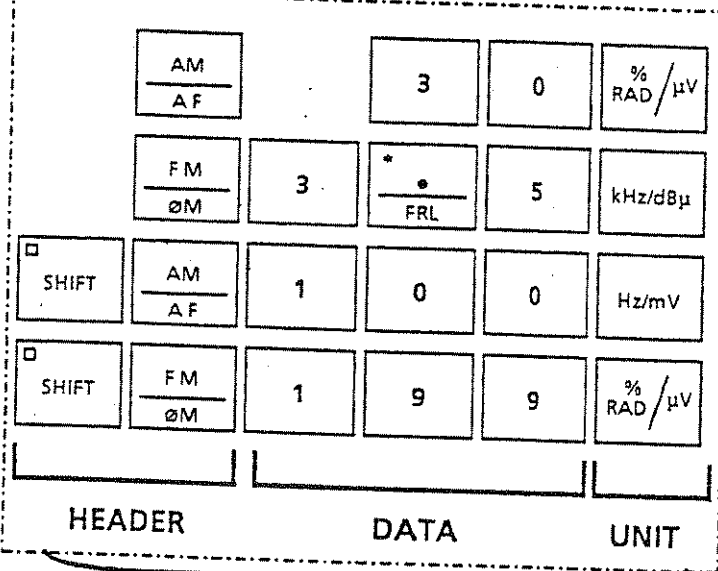 AM
AF
3
0
%
RAD/µV
FM
ØM
3
*
•
FRL
5
kHz/dBµ
SHIFT
AM
AF
1
0
0
Hz/mV
SHIFT
FM
ØM
1
9
9
%
RAD/µV
HEADER
DATA
UNIT